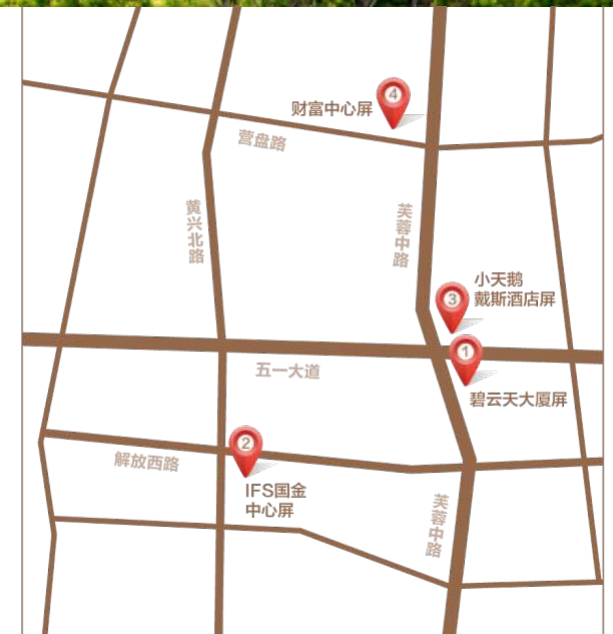 4
财富中心屏
营盘路
黄兴北路
芙蓉中路
小天鹅
戴斯酒店屏
3
1
五一大道
碧云天大厦屏
2
解放西路
IFS国金
中心屏
芙蓉中路